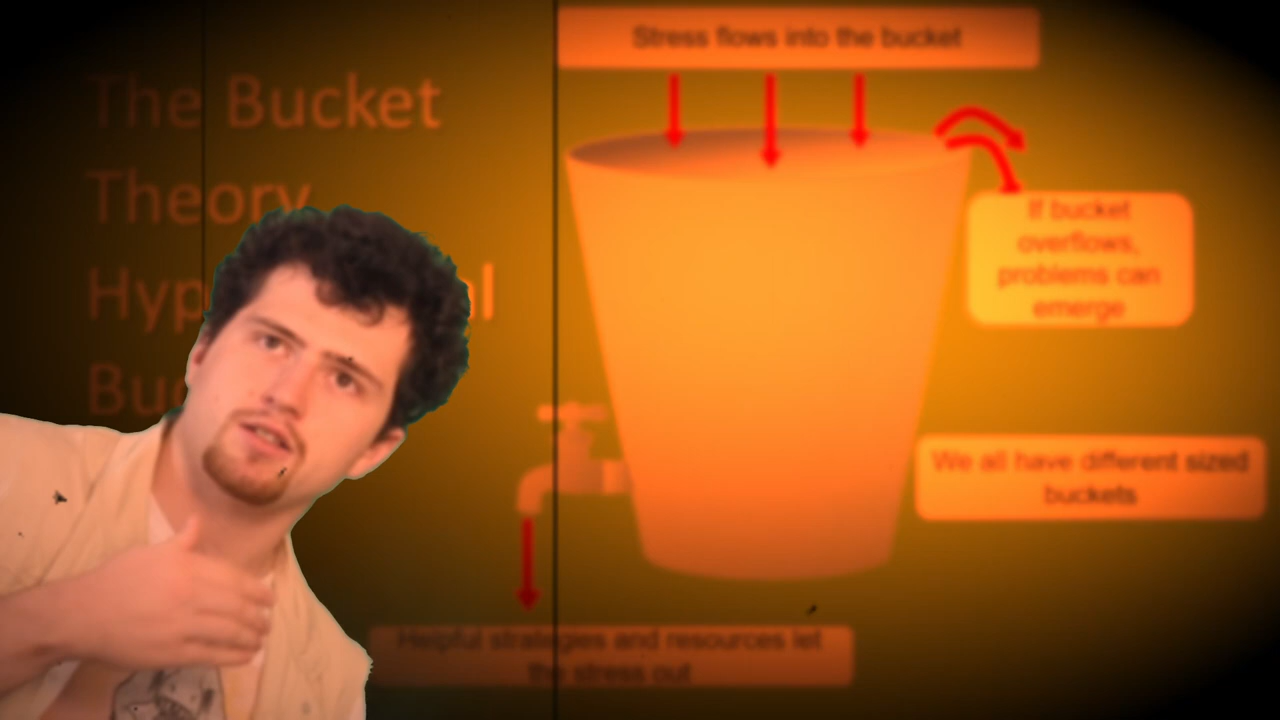 The Bucket
Theory
Stress flows into the bucket
If bucket
overflows,
problems can
emerge
We all have different sized
buckets
Helpful strategies and resources let
the stress out